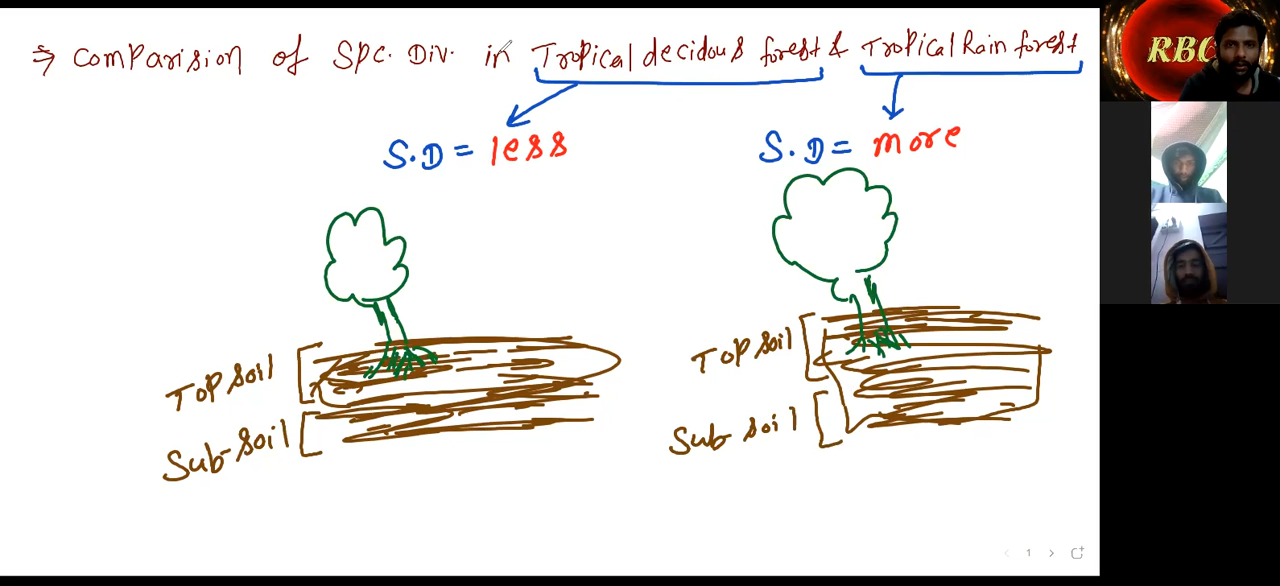 ⇒ Comparision of Spc. Div. in Tropical decidous forest & Tropical Rain forest
S.D = less
S.D = more
Top soil
Sub-Soil
Top soil
Sub soil
1
RBC